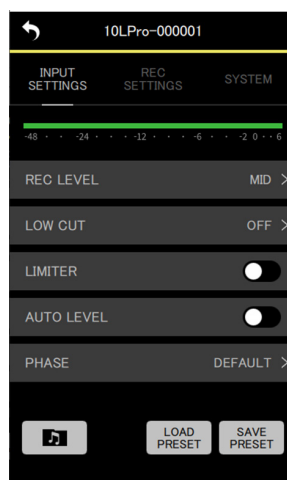 10LPro-000001
INPUT SETTINGS
REC SETTINGS
SYSTEM
-48 · · -24 · · -12 · · · -6 · · -2 0 · · 6
REC LEVEL MID >
LOW CUT OFF >
LIMITER
AUTO LEVEL
PHASE DEFAULT >
LOAD PRESET
SAVE PRESET